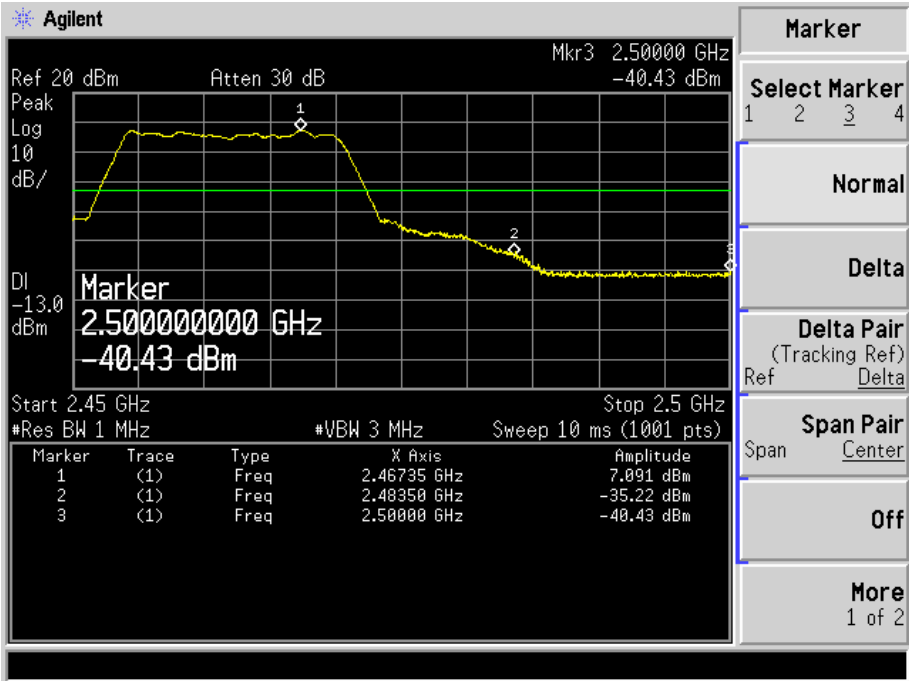 Agilent
Marker
Mkr3 2.50000 GHz
Ref 20 dBm Atten 30 dB -40.43 dBm
Peak
Log
10
dB/
1
2
3
DI
-13.0
dBm
Marker
2.500000000 GHz
-40.43 dBm
Start 2.45 GHz Stop 2.5 GHz
#Res BW 1 MHz #VBW 3 MHz Sweep 10 ms (1001 pts)
Marker Trace Type X Axis Amplitude
1 (1) Freq 2.46735 GHz 7.091 dBm
2 (1) Freq 2.48350 GHz -35.22 dBm
3 (1) Freq 2.50000 GHz -40.43 dBm
Select Marker
1 2 3 4
Normal
Delta
Delta Pair
(Tracking Ref)
Ref Delta
Span Pair
Span Center
Off
More
1 of 2